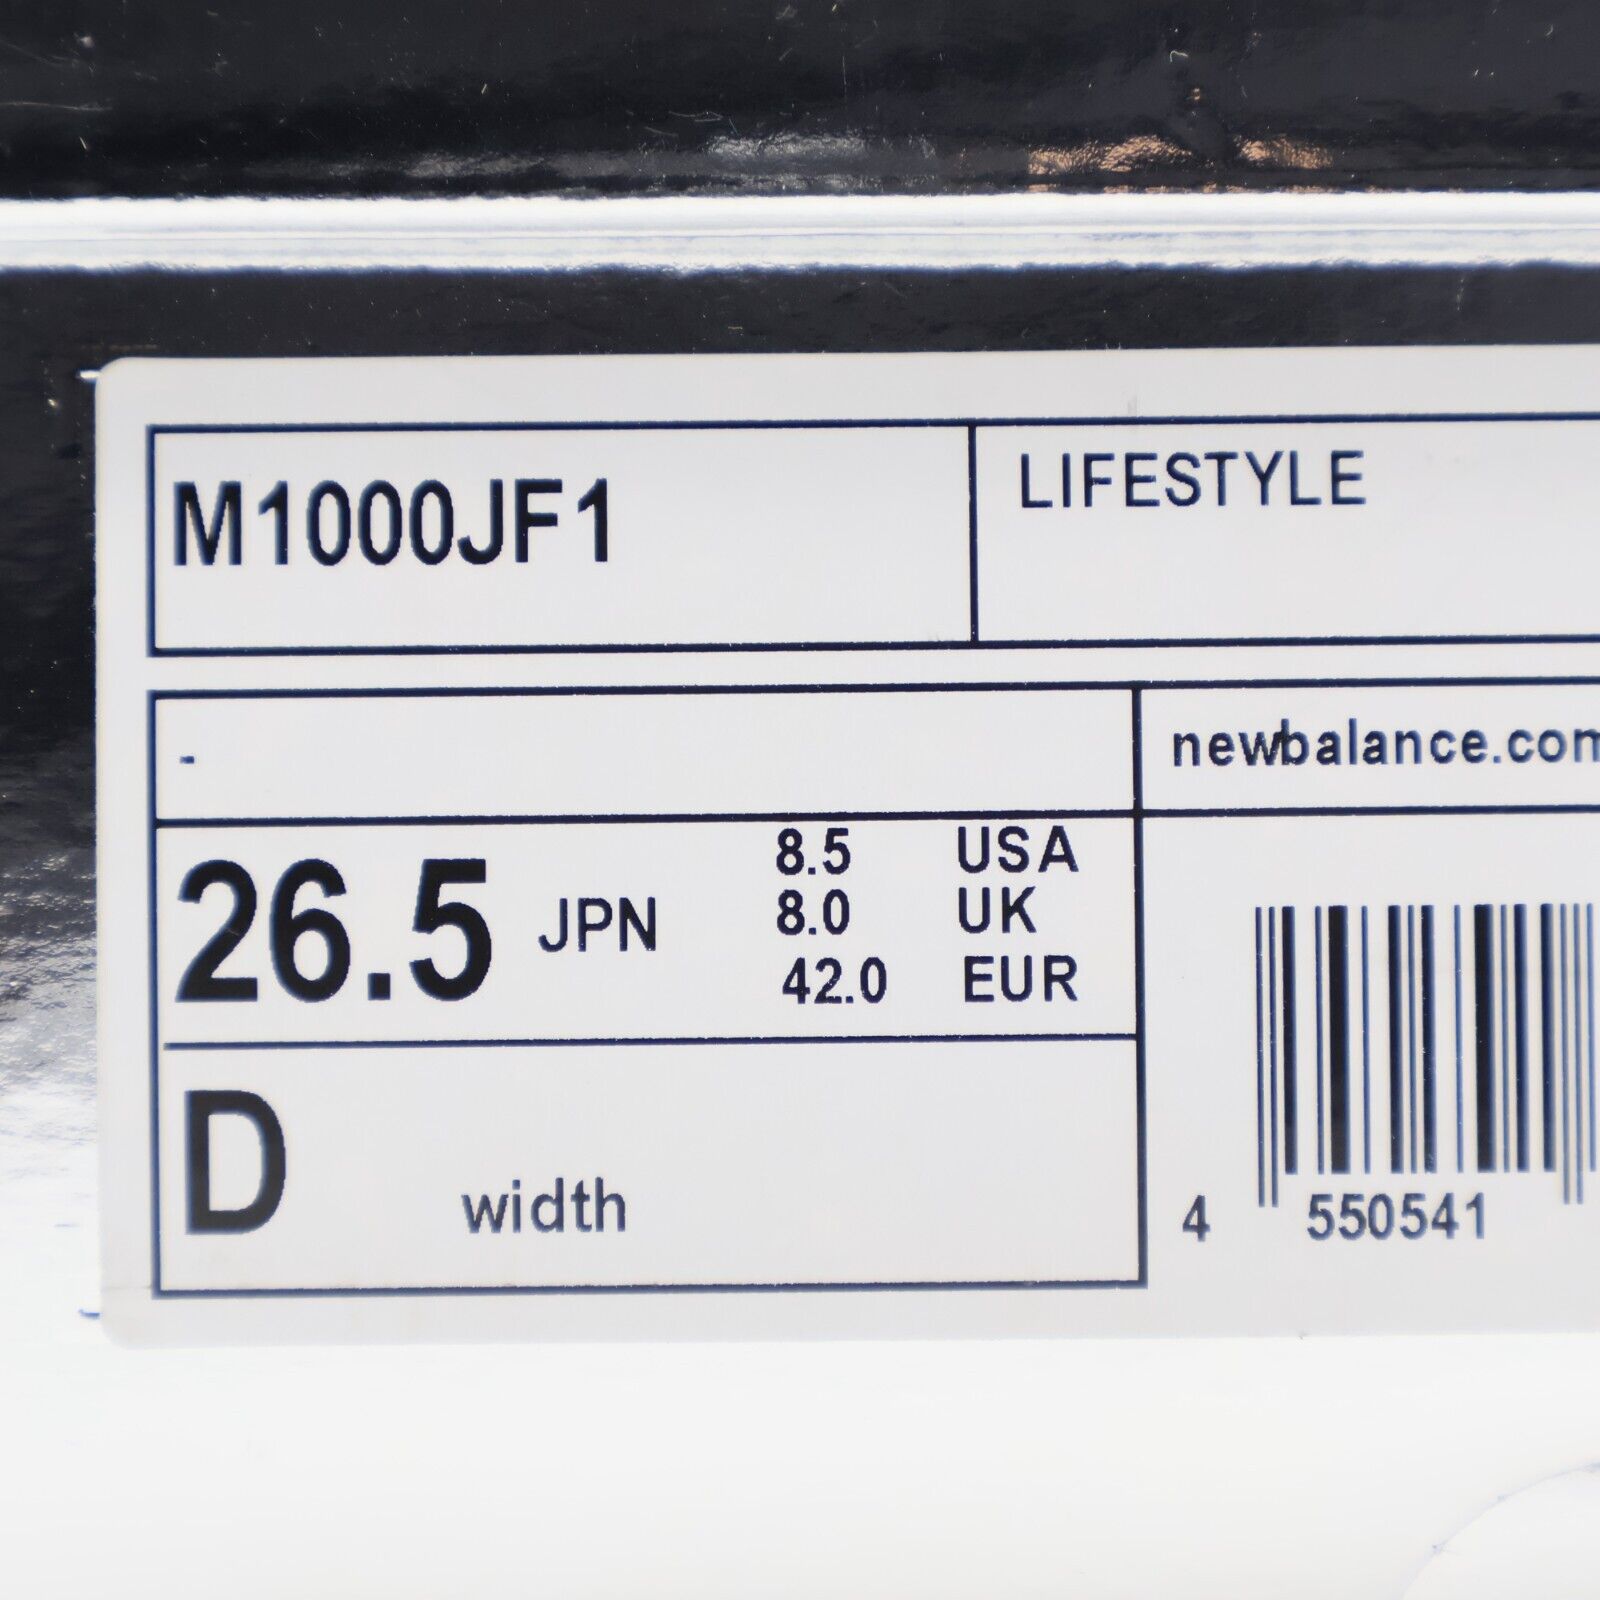 M1000JF1
LIFESTYLE
-
newbalance.com
26.5 JPN
8.5 USA
8.0 UK
42.0 EUR
D width
4 550541